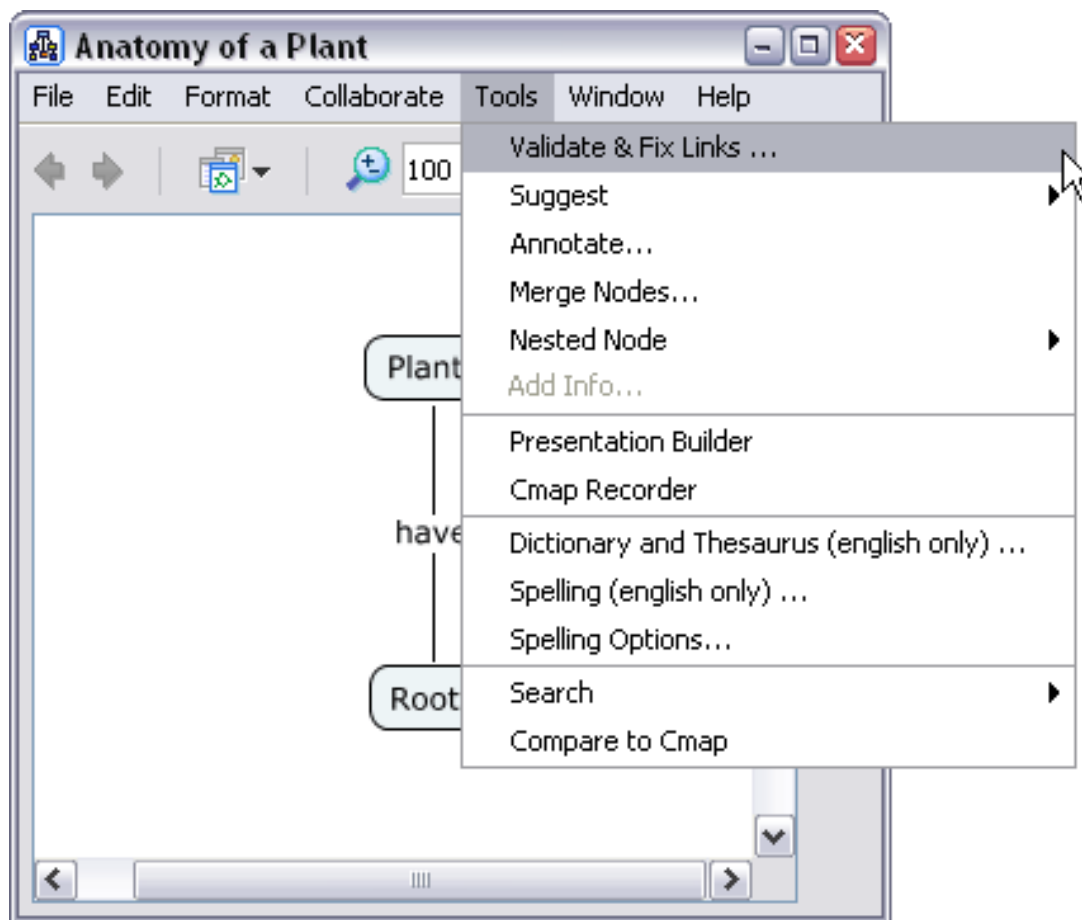 Anatomy of a Plant
File Edit Format Collaborate Tools Window Help
100
Validate & Fix Links ...
Suggest
Annotate...
Merge Nodes...
Nested Node
Add Info...
Presentation Builder
Cmap Recorder
Dictionary and Thesaurus (english only) ...
Spelling (english only) ...
Spelling Options...
Search
Compare to Cmap
Plant
have
Root